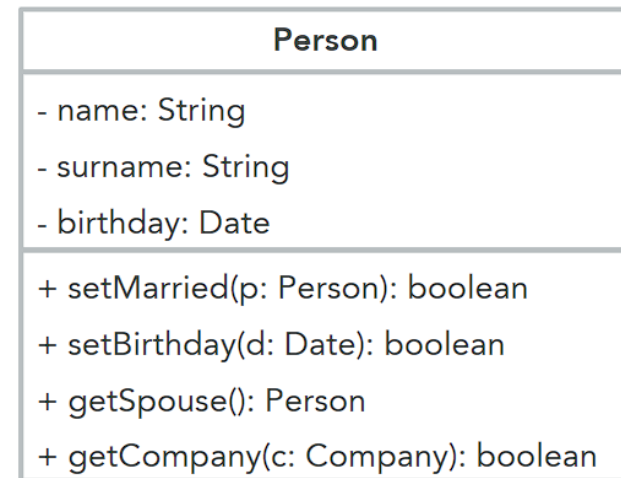 Person
- name: String
- surname: String
- birthday: Date
+ setMarried(p: Person): boolean
+ setBirthday(d: Date): boolean
+ getSpouse(): Person
+ getCompany(c: Company): boolean